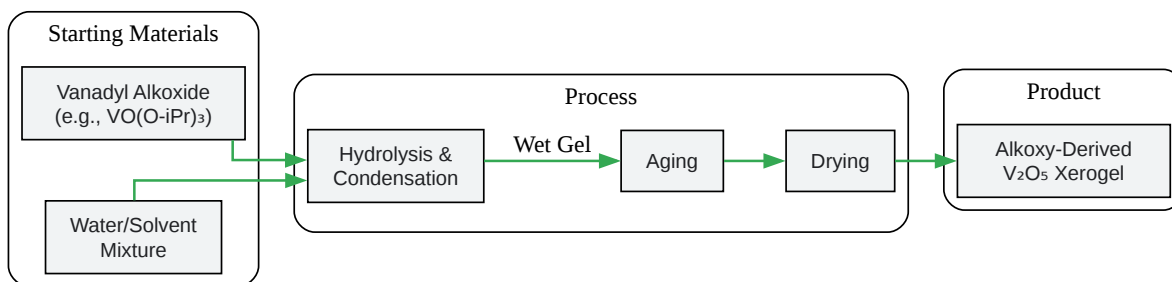 Starting Materials
Vanadyl Alkoxide
(e.g., VO(O-iPr)₃)
Water/Solvent
Mixture
Process
Hydrolysis &
Condensation
Wet Gel
Aging
Drying
Product
Alkoxy-Derived
V₂O₅ Xerogel